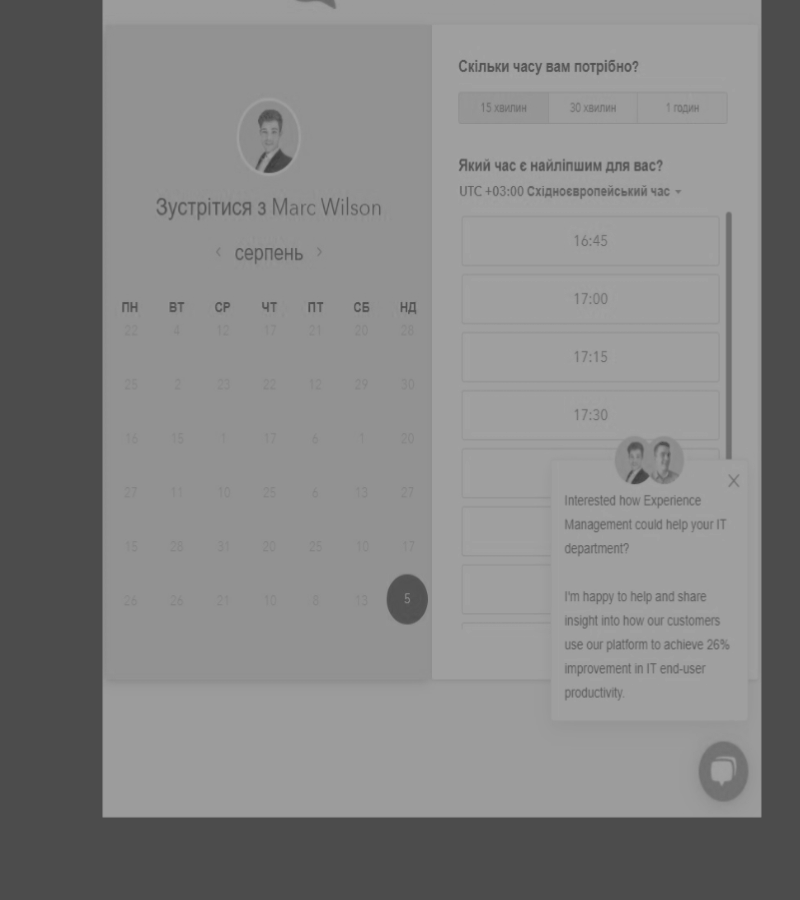 Зустрітися з Marc Wilson
серпень
ПН ВТ СР ЧТ ПТ СБ НД
22 4 12 17 21 20 28
25 2 23 22 12 29 30
16 15 1 17 6 1 20
27 11 10 25 6 13 27
15 28 31 20 25 10 17
26 26 21 10 8 13 5
Скільки часу вам потрібно?
15 хвилин 30 хвилин 1 годин
Який час є найліпшим для вас?
UTC +03:00 Східноєвропейський час
16:45
17:00
17:15
17:30
Interested how Experience
Management could help your IT
department?
I'm happy to help and share
insight into how our customers
use our platform to achieve 26%
improvement in IT end-user
productivity.